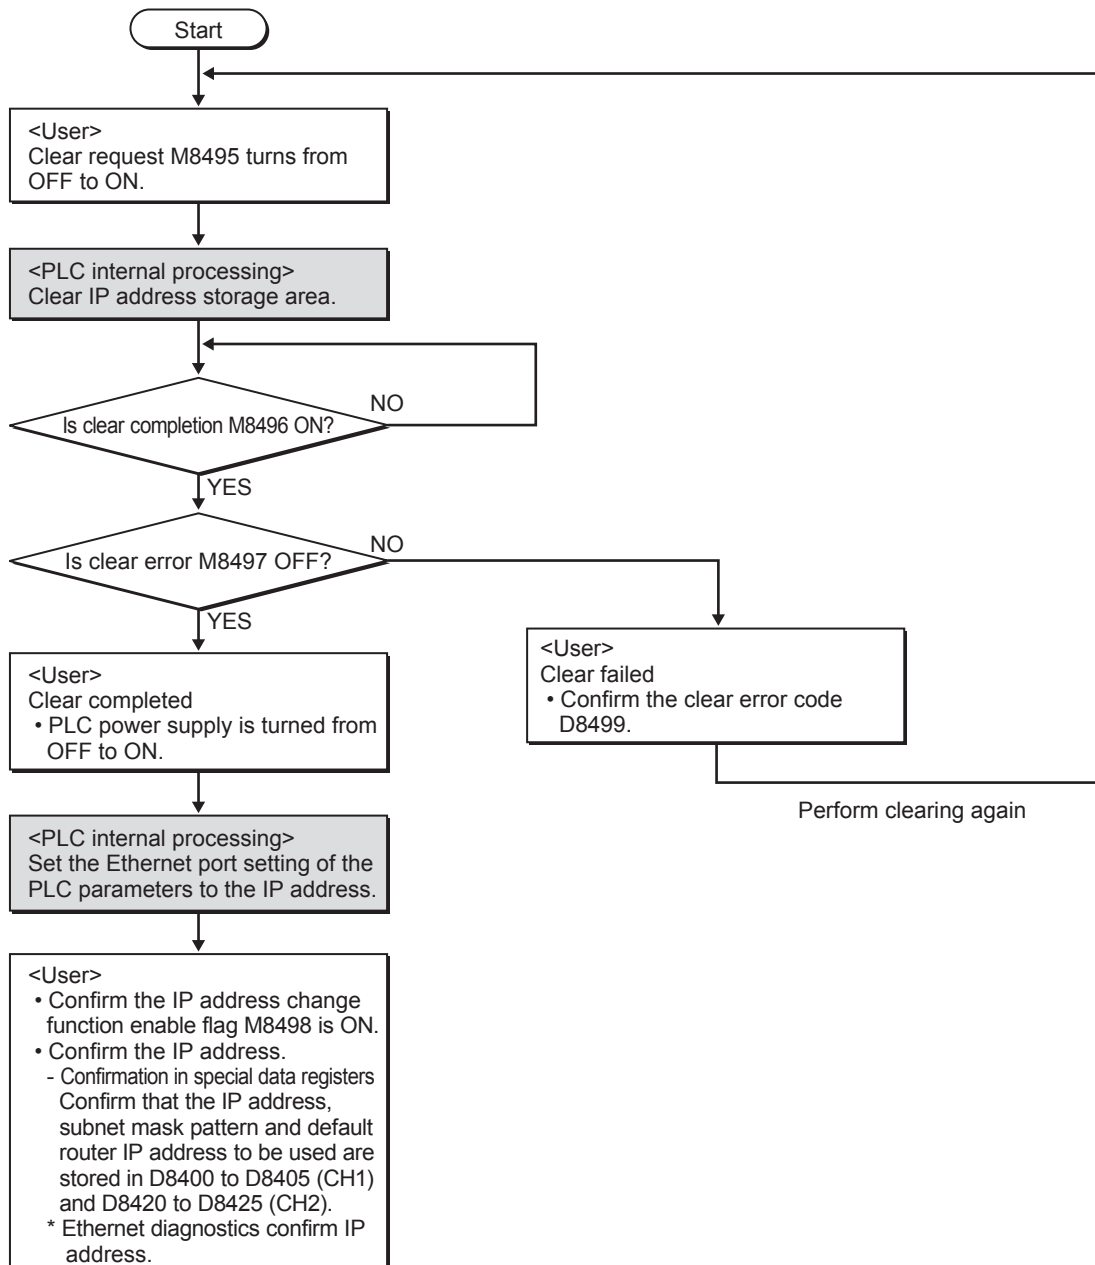 Start
<User>
Clear request M8495 turns from
OFF to ON.
<PLC internal processing>
Clear IP address storage area.
Is clear completion M8496 ON?
NO
YES
Is clear error M8497 OFF?
NO
YES
<User>
Clear completed
• PLC power supply is turned from
OFF to ON.
<User>
Clear failed
• Confirm the clear error code
D8499.
Perform clearing again
<PLC internal processing>
Set the Ethernet port setting of the
PLC parameters to the IP address.
<User>
• Confirm the IP address change
function enable flag M8498 is ON.
• Confirm the IP address.
- Confirmation in special data registers
Confirm that the IP address,
subnet mask pattern and default
router IP address to be used are
stored in D8400 to D8405 (CH1)
and D8420 to D8425 (CH2).
* Ethernet diagnostics confirm IP
address.